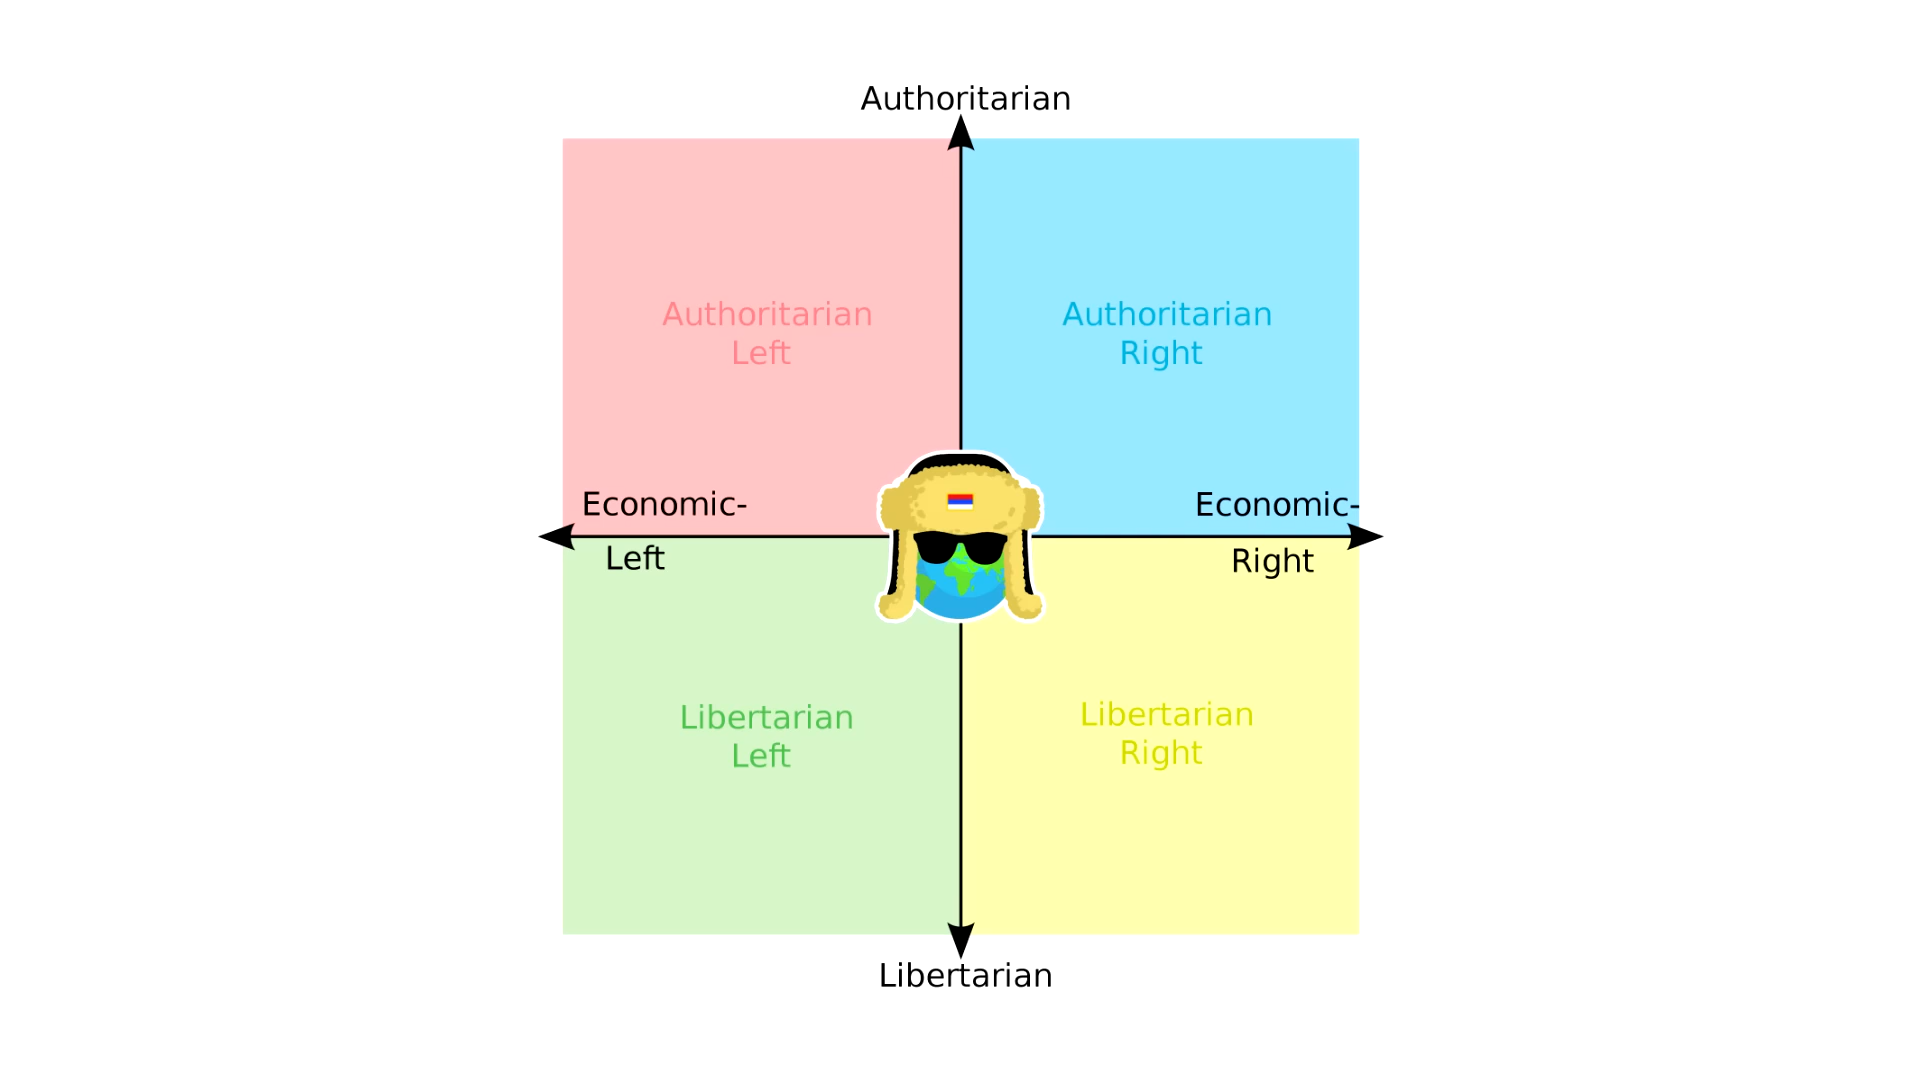 Authoritarian
Authoritarian
Left
Authoritarian
Right
Economic-
Left
Economic-
Right
Libertarian
Left
Libertarian
Right
Libertarian